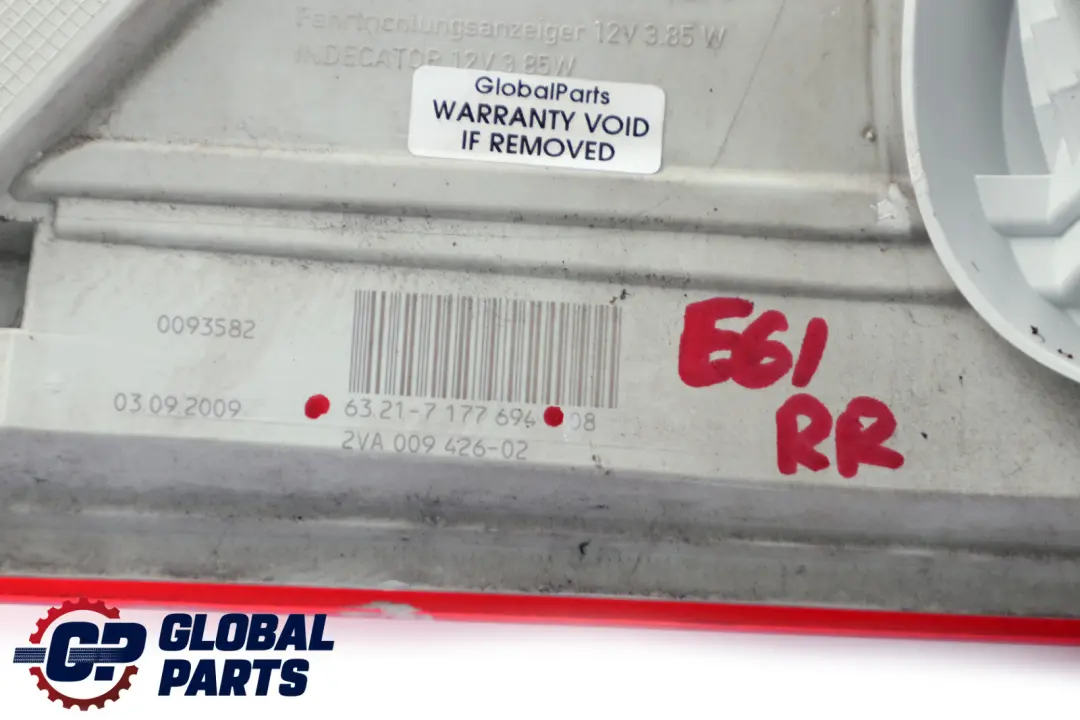 Fahrtrichtungsanzeiger 12V 3.85 W
INDECATOR 12V 3.85W
GlobalParts
WARRANTY VOID
IF REMOVED
0093582
03.09.2009
63.21-7 177 694 08
2VA 009 426-02
E61
RR
GP GLOBAL
PARTS